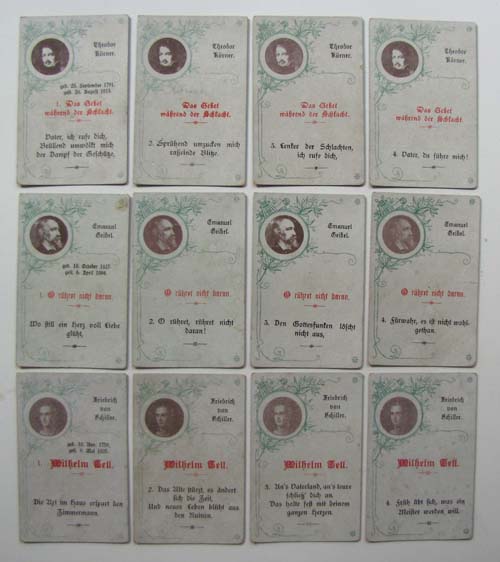 Theodor
Körner.
geb. 23. September 1791.
gest. 26. August 1813.
1. Das Gebet
während der Schlacht.
Vater, ich rufe dich,
Brüllend umwölkt mich
der Dampf der Geschütze,
Theodor
Körner.
Das Gebet
während der Schlacht.
2. Sprühend umzucken mich
rasselnde Blitze.
Theodor
Körner.
Das Gebet
während der Schlacht.
3. Lenker der Schlachten,
ich rufe dich,
Theodor
Körner.
Das Gebet
während der Schlacht
4. Vater, du führe mich!
Emanuel
Geibel.
geb. 18. October 1815.
gest. 6. April 1884.
1. O rühret nicht daran.
Wo still ein Herz voll Liebe
glüht,
Emanuel
Geibel.
O rühret nicht daran.
2. O rühret, rühret nicht
daran!
Emanuel
Geibel.
O rühret nicht daran.
3. Den Gottesfunken löscht
nicht aus,
Emanuel
Geibel.
O rühret nicht daran.
4. Fürwahr, es ist nicht wohl-
gethan.
Friedrich
von
Schiller.
geb. 10. Nov. 1759,
gest. 9. Mai 1805.
1. Wilhelm Tell.
Die Axt im Haus erspart den
Zimmermann.
Friedrich
von
Schiller.
Wilhelm Tell.
2. Das Alte stürzt, es ändert
sich die Zeit,
Und neues Leben blüht aus
den Ruinen.
Friedrich
von
Schiller.
Wilhelm Tell.
3. An's Vaterland, an's teure
schließ' dich an.
Das halte fest mit deinem
ganzen Herzen.
Friedrich
von
Schiller.
Wilhelm Tell.
4. Früh übt sich, was ein
Meister werden will.